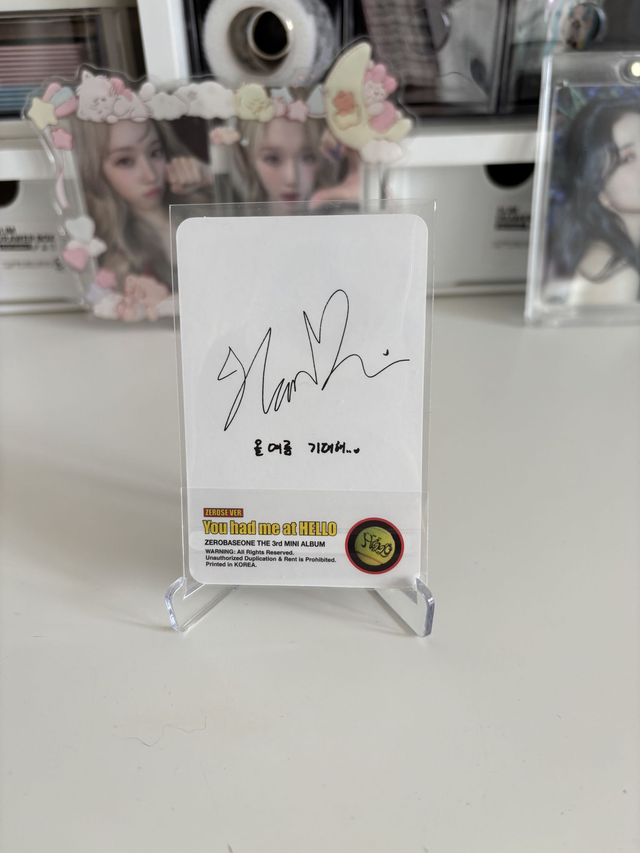 올 여름 기대해..
ZEROSE VER.
You had me at HELLO
ZEROBASEONE THE 3rd MINI ALBUM
WARNING: All Rights Reserved.
Unauthorized Duplication & Rent is Prohibited.
Printed in KOREA.